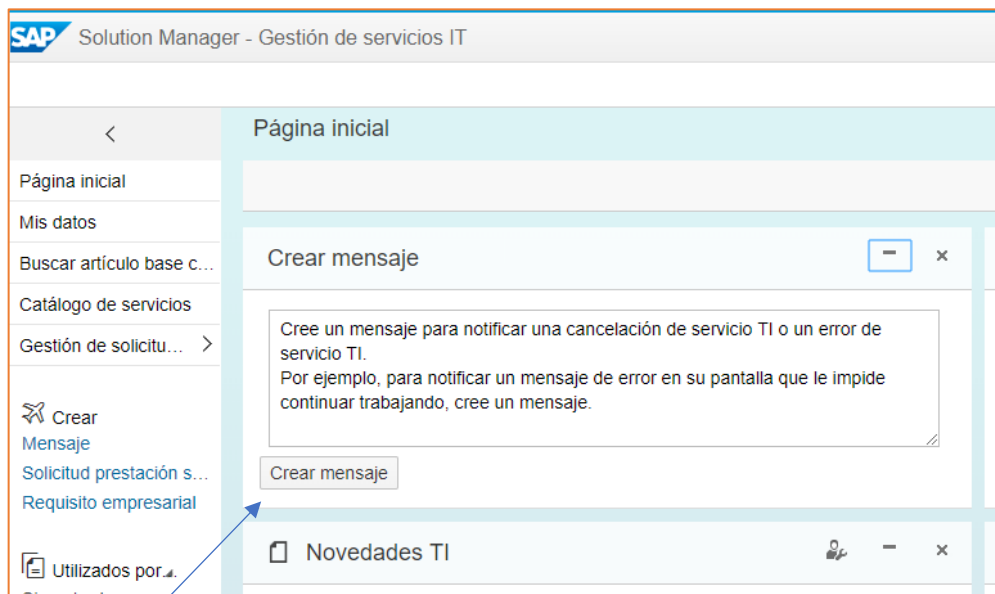 SAP Solution Manager - Gestión de servicios IT
Página inicial
Página inicial
Mis datos
Buscar artículo base c...
Catálogo de servicios
Gestión de solicitu...
Crear
Mensaje
Solicitud prestación s...
Requisito empresarial
Utilizados por
Crear mensaje
Cree un mensaje para notificar una cancelación de servicio TI o un error de
servicio TI.
Por ejemplo, para notificar un mensaje de error en su pantalla que le impide
continuar trabajando, cree un mensaje.
Crear mensaje
Novedades TI